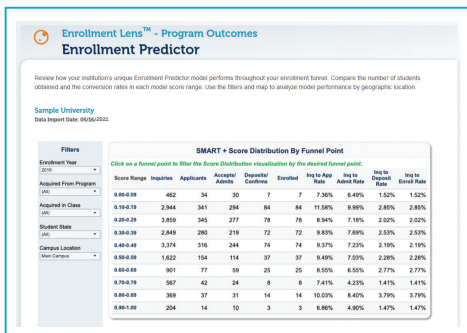 Enrollment Lens™ - Program Outcomes
Enrollment Predictor
Review how your institution's unique Enrollment Predictor model performs throughout your enrollment funnel. Compare the number of students
obtained and the conversion rates in each model score range. Use the filters and map to analyze model performance by geographic location.
Sample University
Data Import Date: 05/16/2021
Filters
Enrollment Year
2019
Acquired From Program
(All)
Acquired in Class
(All)
Student State
(All)
Campus Location
Main Campus
SMART + Score Distribution By Funnel Point
Click on a funnel point to filter the Score Distribution visualization by the desired funnel point.
Score Range Inquiries Applicants Accepts/ Admits Deposits/ Confirms Enrolled Inq to App Rate Inq to Admit Rate Inq to Deposit Rate Inq to Enroll Rate
0.00-0.09 462 34 30 7 7 7.36% 6.49% 1.52% 1.52%
0.10-0.19 2,944 341 294 84 84 11.58% 9.99% 2.85% 2.85%
0.20-0.29 3,859 345 277 78 78 8.94% 7.18% 2.02% 2.02%
0.30-0.39 2,849 280 219 72 72 9.83% 7.69% 2.53% 2.53%
0.40-0.49 3,374 316 244 74 74 9.37% 7.23% 2.19% 2.19%
0.50-0.59 1,622 154 114 37 37 9.49% 7.03% 2.28% 2.28%
0.60-0.69 901 77 59 25 25 8.55% 6.55% 2.77% 2.77%
0.70-0.79 567 42 24 8 8 7.41% 4.23% 1.41% 1.41%
0.80-0.89 369 37 31 14 14 10.03% 8.40% 3.79% 3.79%
0.90-1.00 204 14 10 3 3 6.86% 4.90% 1.47% 1.47%